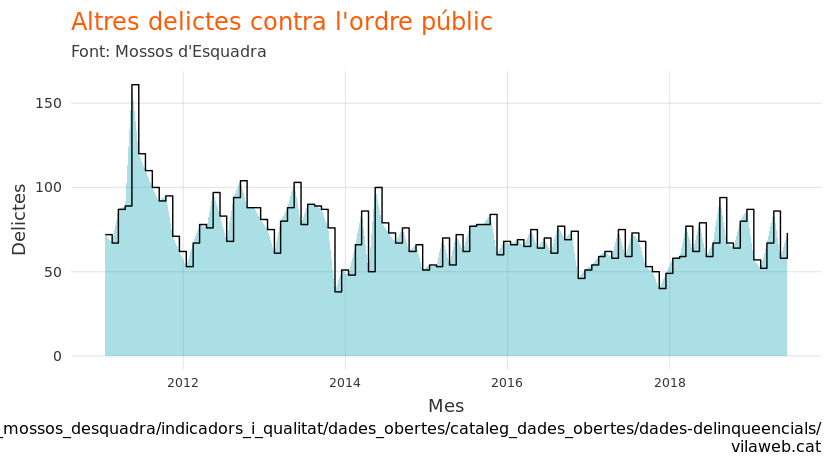 Altres delictes contra l'ordre públic
Font: Mossos d'Esquadra
Delictes
150
100
50
0
2012
2014
2016
2018
Mes
_mossos_desquadra/indicadors_i_qualitat/dades_obertes/cataleg_dades_obertes/dades-delinqueencials/
vilaweb.cat